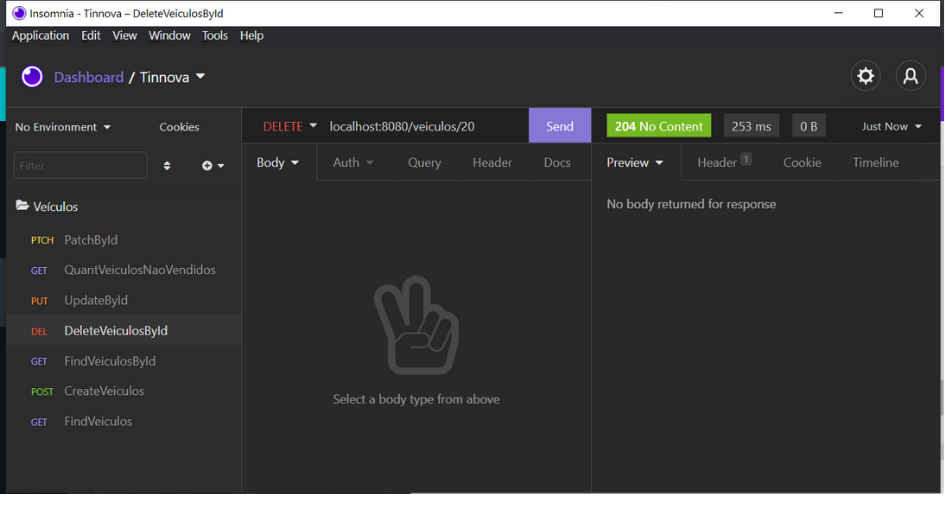 Insomnia - Tinnova – DeleteVeiculosById
Application Edit View Window Tools Help
Dashboard / Tinnova
No Environment Cookies
Filter
Veículos
PTCH PatchById
GET QuantVeiculosNaoVendidos
PUT UpdateById
DEL DeleteVeiculosById
GET FindVeiculosById
POST CreateVeiculos
GET FindVeiculos
DELETE localhost:8080/veiculos/20 Send
Body Auth Query Header Docs
Select a body type from above
204 No Content 253 ms 0 B Just Now
Preview Header 1 Cookie Timeline
No body returned for response